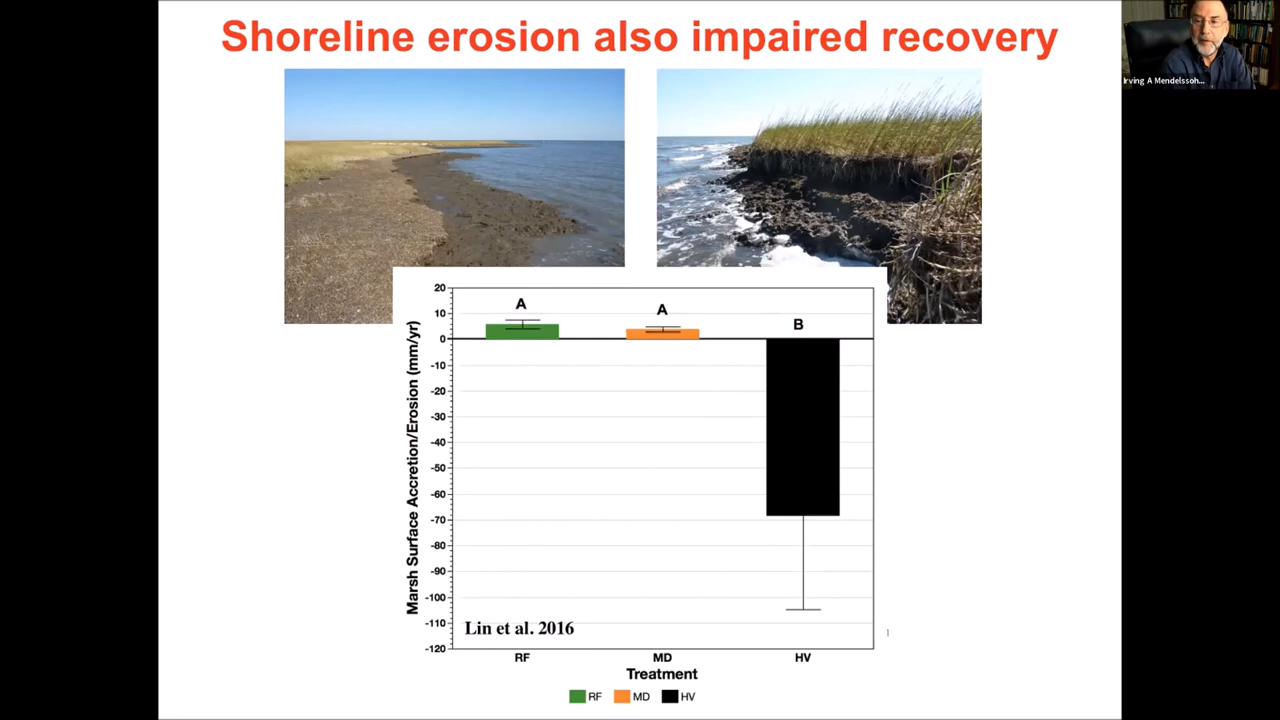 Shoreline erosion also impaired recovery
Irving A Mendelssoh...
Marsh Surface Accretion/Erosion (mm/yr)
20
10
0
-10
-20
-30
-40
-50
-60
-70
-80
-90
-100
-110
-120
A
A
B
Lin et al. 2016
RF
MD
HV
Treatment
RF MD HV